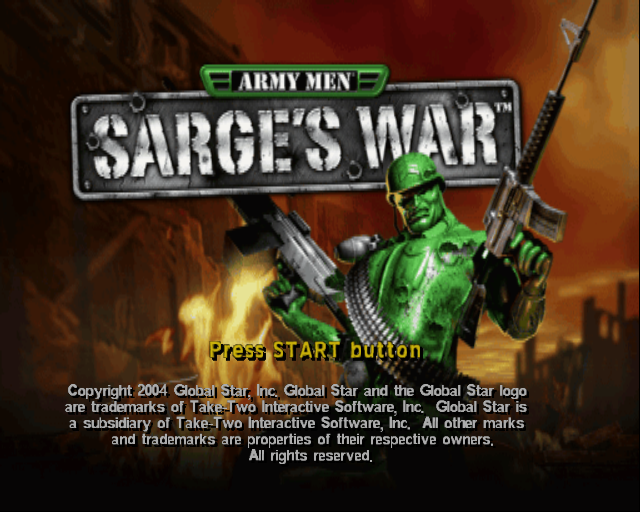 ARMY MEN
SARGE'S WAR™
Press START button
Copyright 2004 Global Star, Inc. Global Star and the Global Star logo
are trademarks of Take-Two Interactive Software, Inc.  Global Star is
a subsidiary of Take-Two Interactive Software, Inc.  All other marks
and trademarks are properties of their respective owners.
All rights reserved.